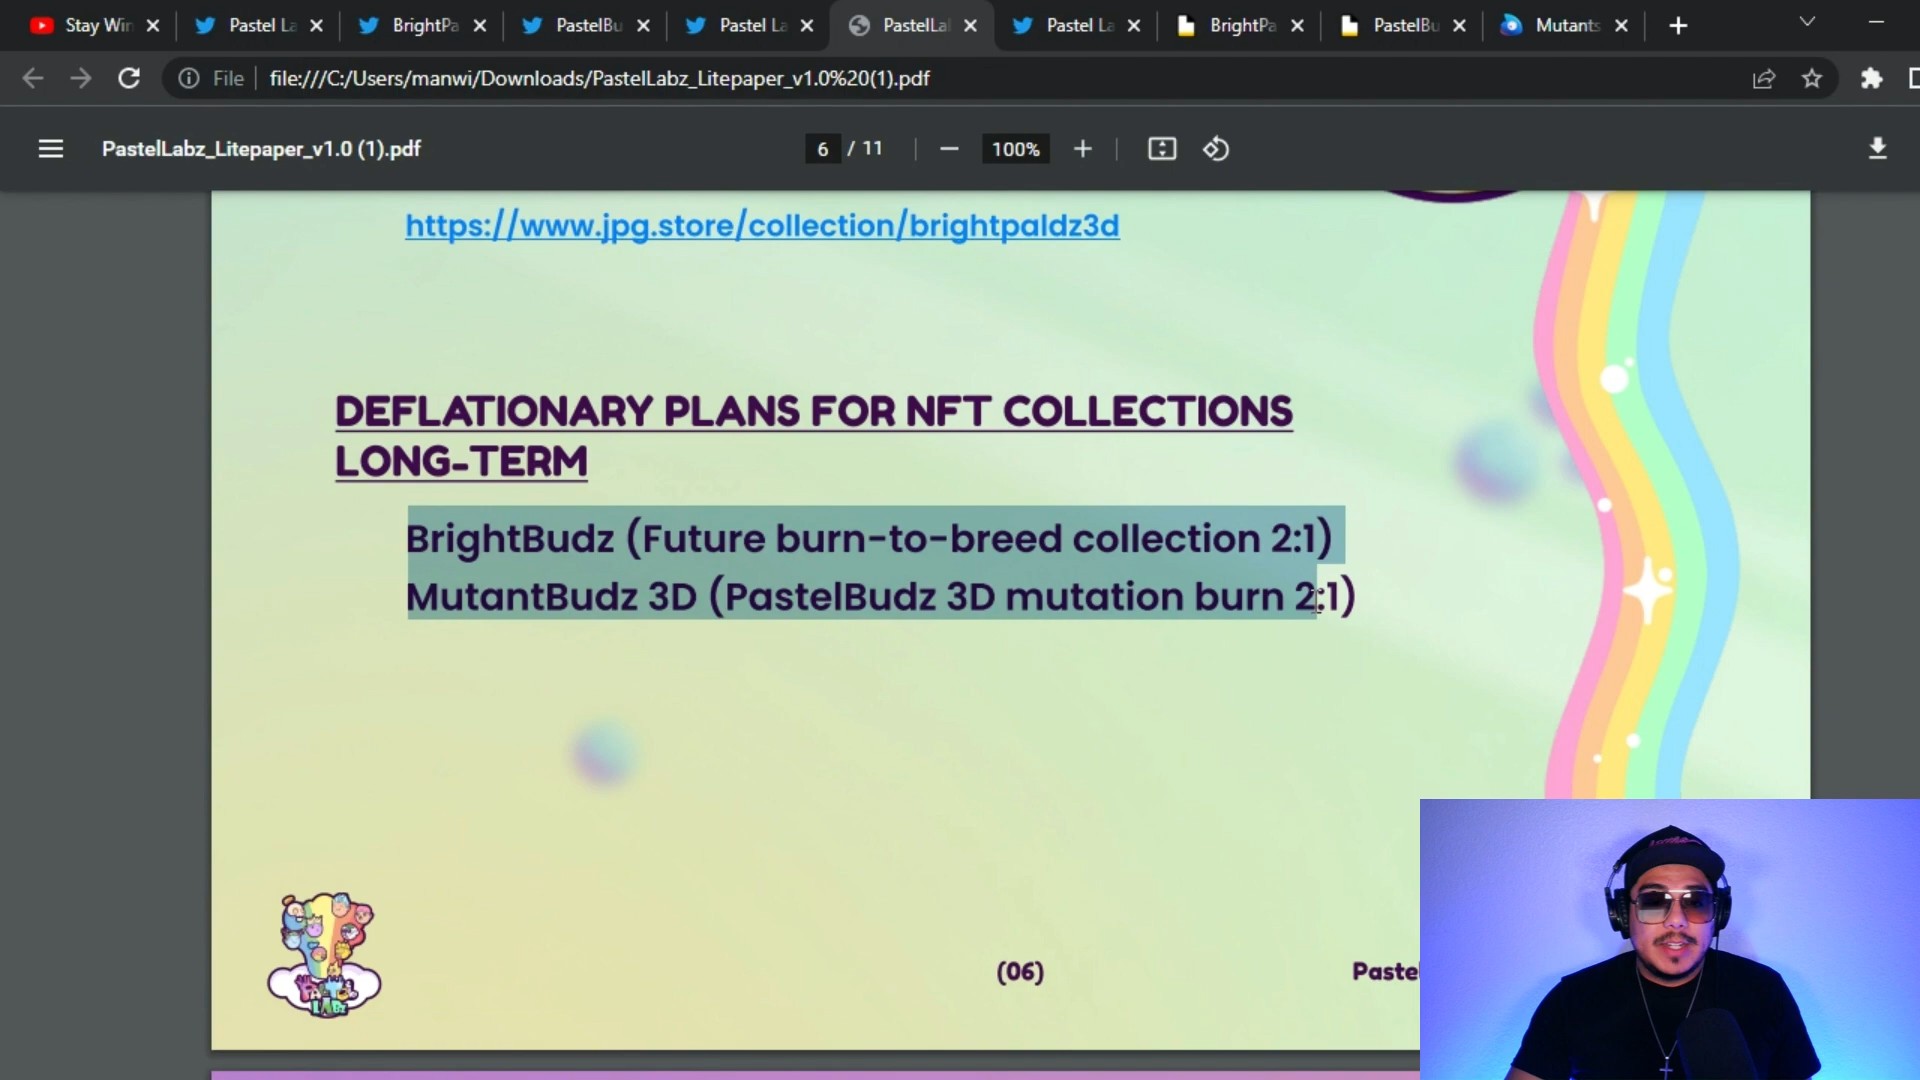 Stay Win
Pastel La
BrightPa
PastelBu
Pastel La
PastelLa
Pastel La
BrightPa
PastelBu
Mutants
File
file:///C:/Users/manwi/Downloads/PastelLabz_Litepaper_v1.0%20(1).pdf
PastelLabz_Litepaper_v1.0 (1).pdf
6 / 11
100%
https://www.jpg.store/collection/brightpaldz3d
DEFLATIONARY PLANS FOR NFT COLLECTIONS
LONG-TERM
BrightBudz (Future burn-to-breed collection 2:1)
MutantBudz 3D (PastelBudz 3D mutation burn 2:1)
(06)
Paste